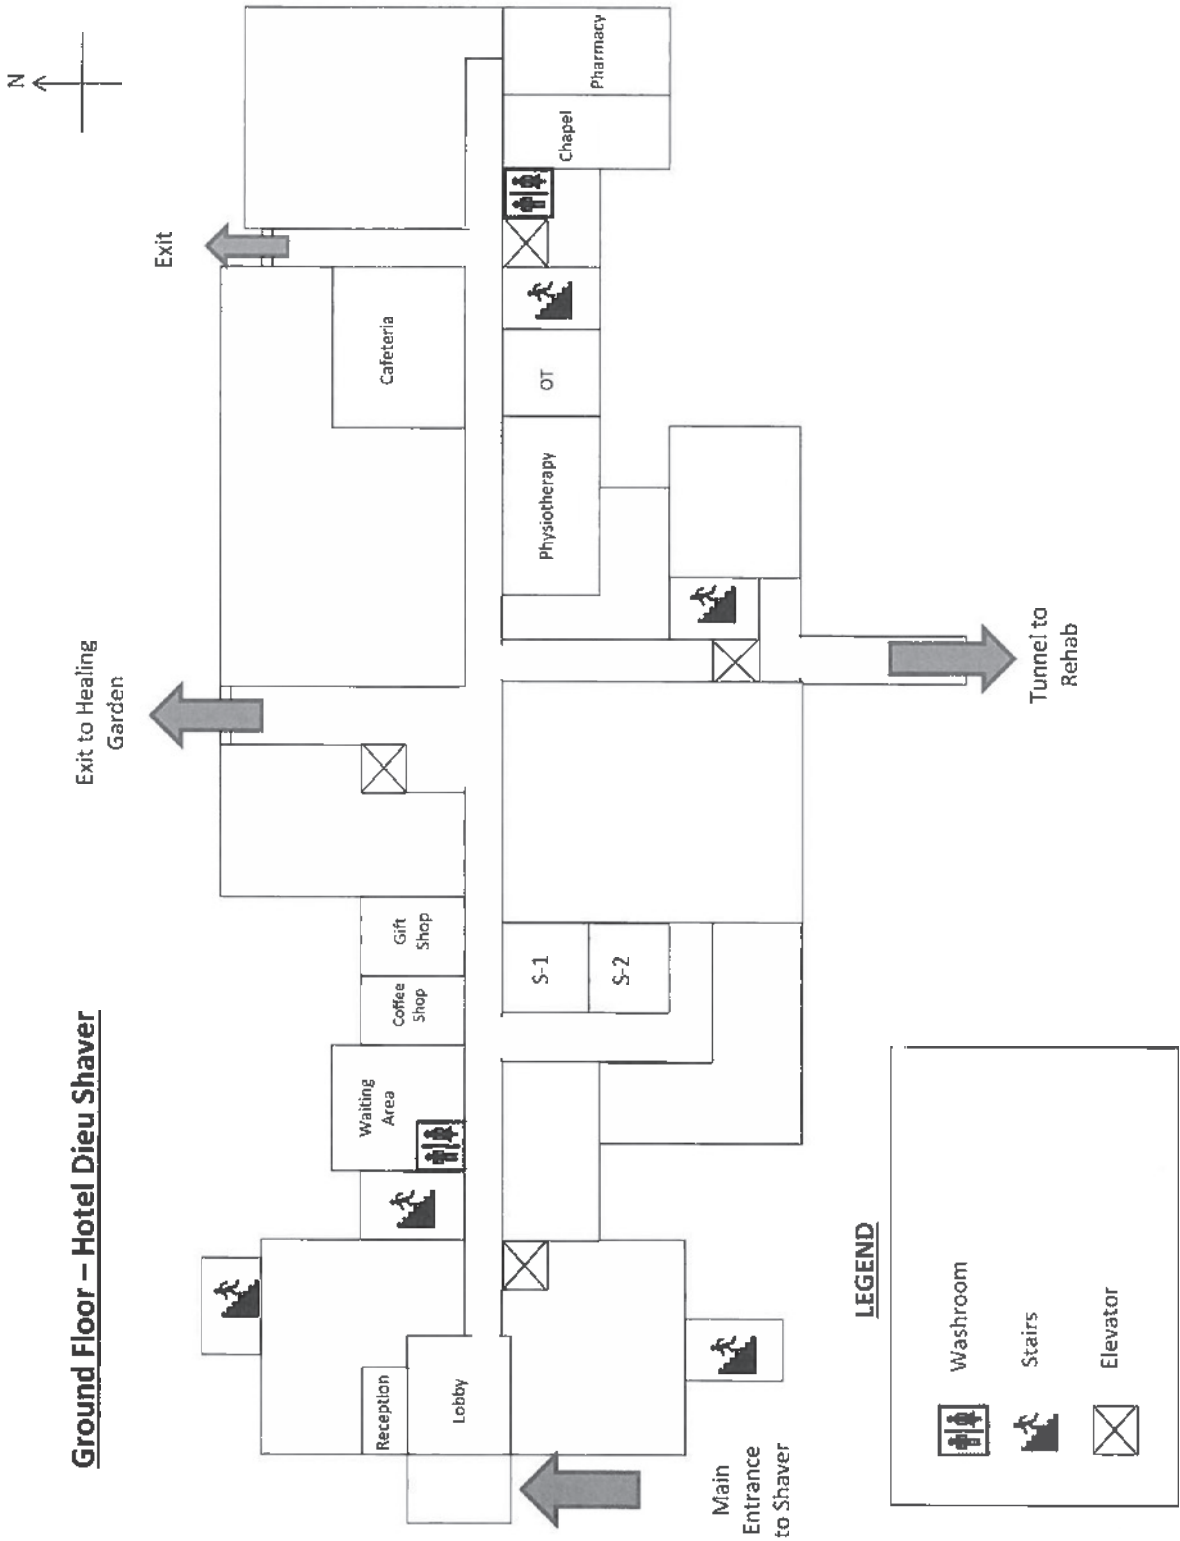 Ground Floor – Hotel Dieu Shaver
N
Exit to Healing
Garden
Exit
Reception
Lobby
Waiting
Area
Coffee
Shop
Gift
Shop
Cafeteria
S-1
S-2
Physiotherapy
OT
Chapel
Pharmacy
Main
Entrance
to Shaver
Tunnel to
Rehab
LEGEND
Washroom
Stairs
Elevator